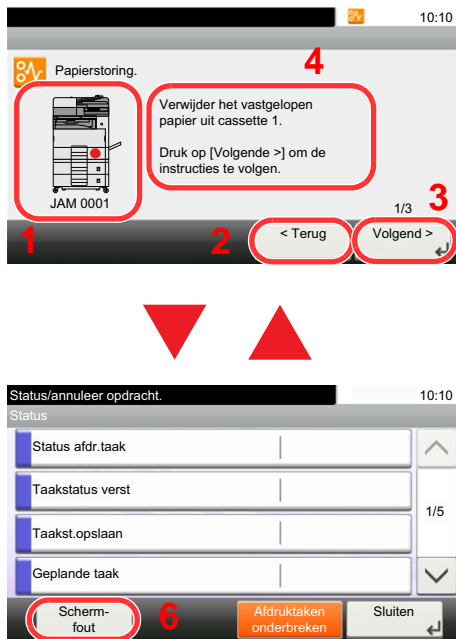 10:10
Papierstoring.
4
Verwijder het vastgelopen
papier uit cassette 1.
Druk op [Volgende >] om de
instructies te volgen.
JAM 0001
1/3
3
1
2
< Terug
Volgend >
Status/annuleer opdracht.
10:10
Status
Status afdr.taak
Taakstatus verst
1/5
Taakst.opslaan
Geplande taak
Scherm-
fout
6
Afdruktaken
onderbreken
Sluiten